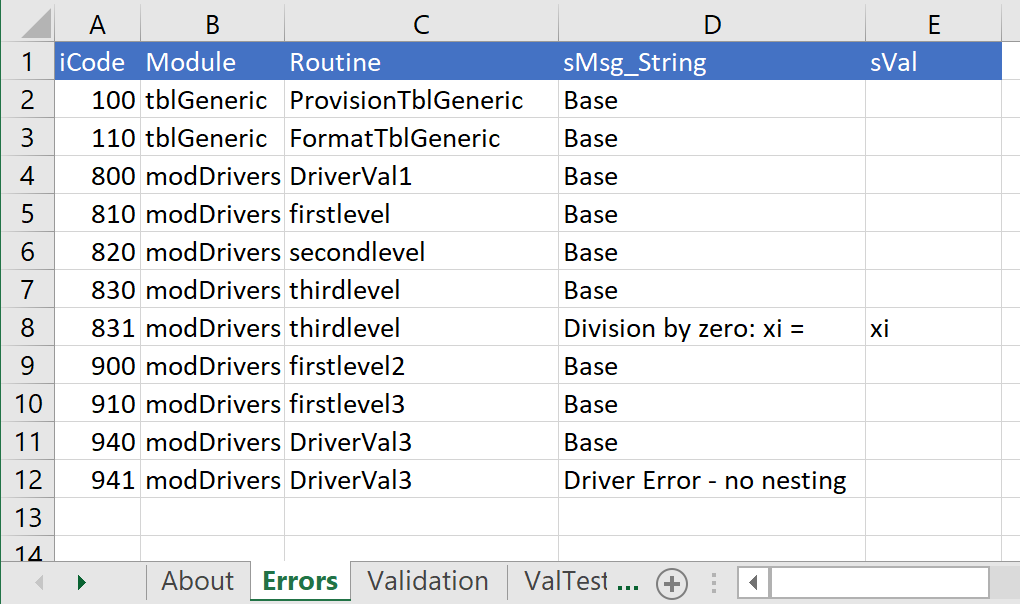 A B C D E
1 iCode Module Routine sMsg_String sVal
2 100 tblGeneric ProvisionTblGeneric Base
3 110 tblGeneric FormatTblGeneric Base
4 800 modDrivers DriverVal1 Base
5 810 modDrivers firstlevel Base
6 820 modDrivers secondlevel Base
7 830 modDrivers thirdlevel Base
8 831 modDrivers thirdlevel Division by zero: xi = xi
9 900 modDrivers firstlevel2 Base
10 910 modDrivers firstlevel3 Base
11 940 modDrivers DriverVal3 Base
12 941 modDrivers DriverVal3 Driver Error - no nesting
13
14
About Errors Validation ValTest ...